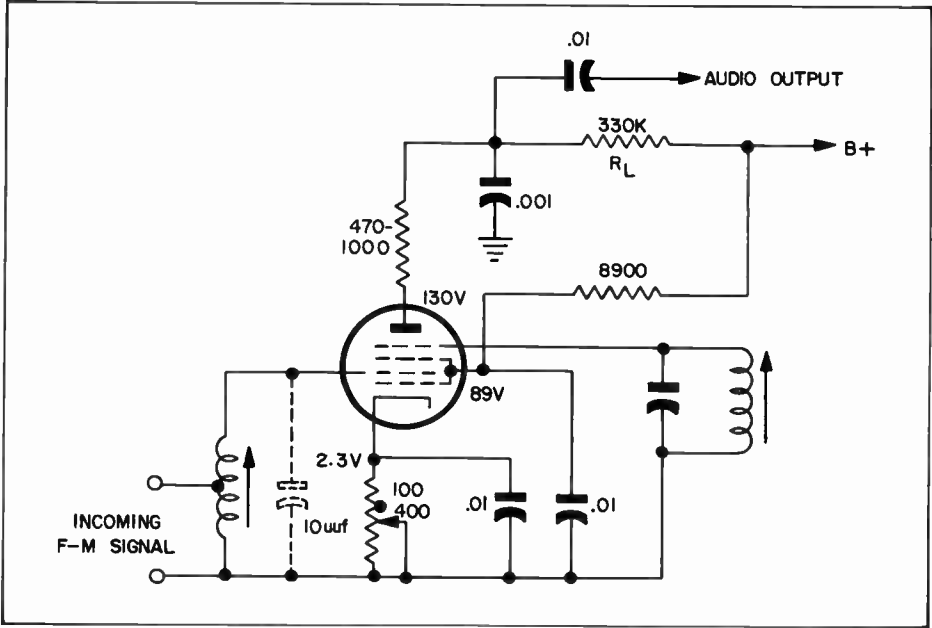 .01
AUDIO OUTPUT
330K
B+
RL
.001
470-
1000
8900
130V
89V
2.3V
100
400
.01
.01
10uuf
INCOMING
F-M SIGNAL